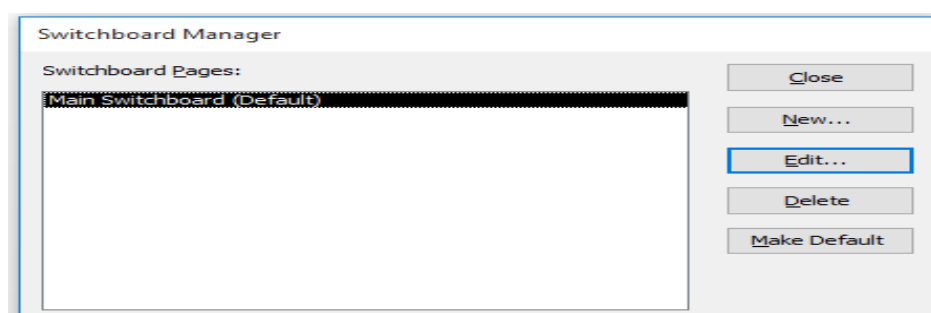 Switchboard Manager
Switchboard Pages:
Main Switchboard (Default)
Close
New...
Edit...
Delete
Make Default